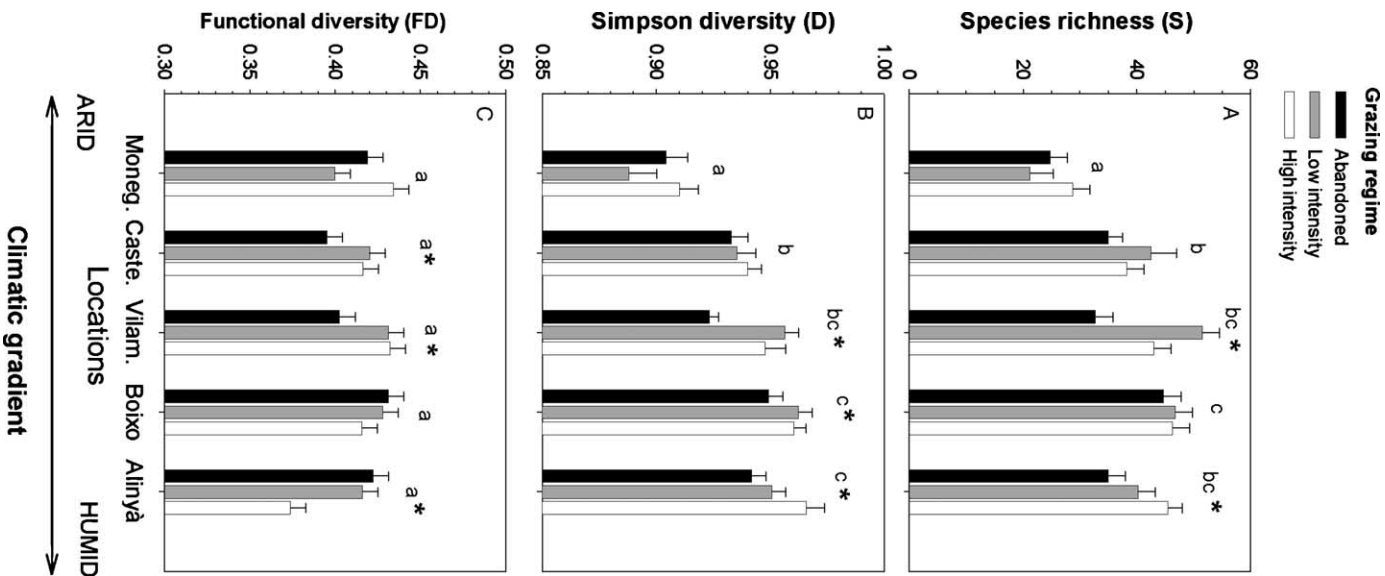 Grazing regime
Abandoned
Low intensity
High intensity
A
Species richness (S)
0
20
40
60
a
b
bc *
c
bc *
B
Simpson diversity (D)
0.85
0.90
0.95
1.00
a
b
bc *
c *
c *
C
Functional diversity (FD)
0.30
0.35
0.40
0.45
0.50
a
a *
a *
a
a *
Moneg. Caste. Vilam. Boixo Alinyà
Locations
ARID HUMID
Climatic gradient